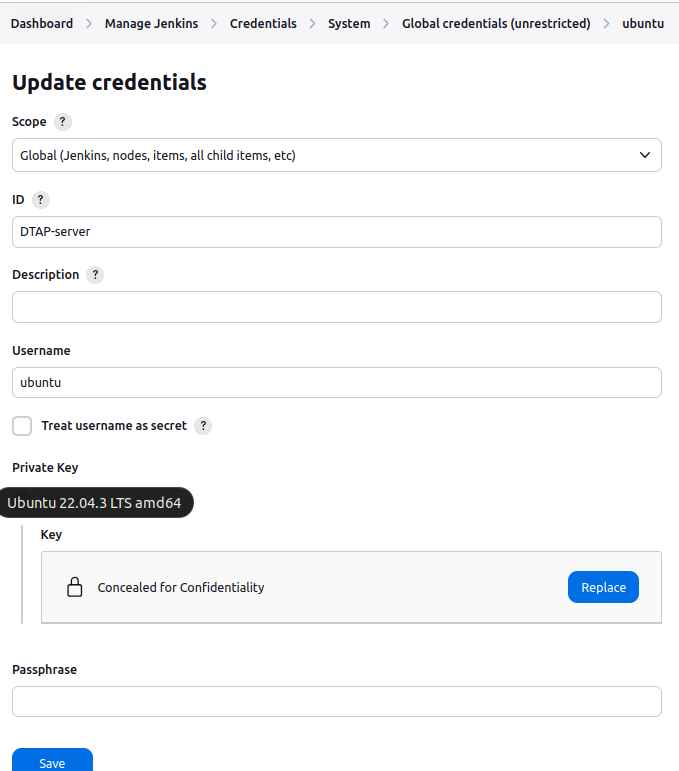 Dashboard > Manage Jenkins > Credentials > System > Global credentials (unrestricted) > ubuntu
Update credentials
Scope ?
Global (Jenkins, nodes, items, all child items, etc)
ID ?
DTAP-server
Description ?
Username
ubuntu
Treat username as secret ?
Private Key
Ubuntu 22.04.3 LTS amd64
Key
Concealed for Confidentiality Replace
Passphrase
Save